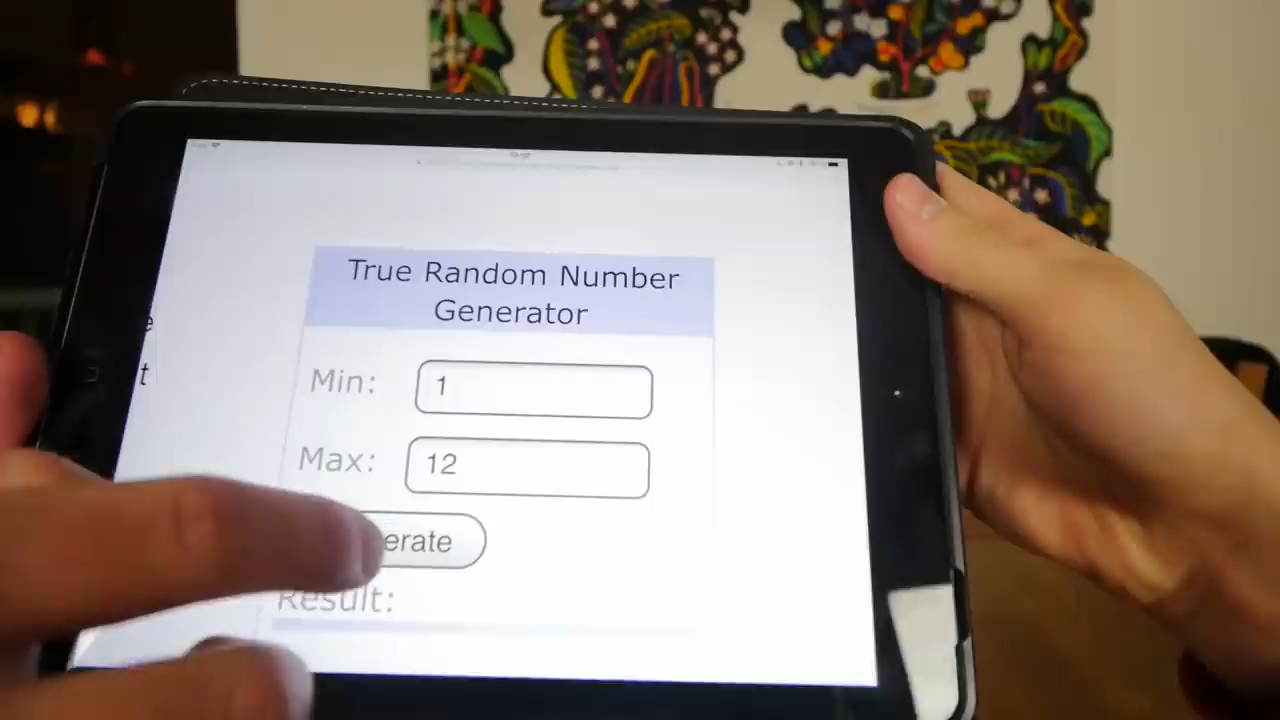 True Random Number
Generator
Min: 1
Max: 12
erate
Result:
e
t